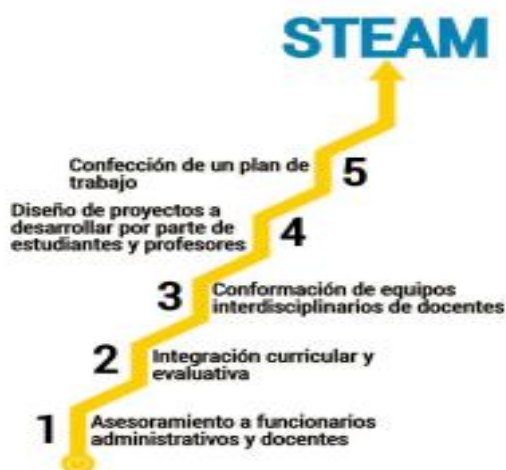 STEAM
Confección de un plan de
trabajo
5
Diseño de proyectos a
desarrollar por parte de
estudiantes y profesores
4
3
Conformación de equipos
interdisciplinarios de docentes
2
Integración curricular y
evaluativa
1
Asesoramiento a funcionarios
administrativos y docentes